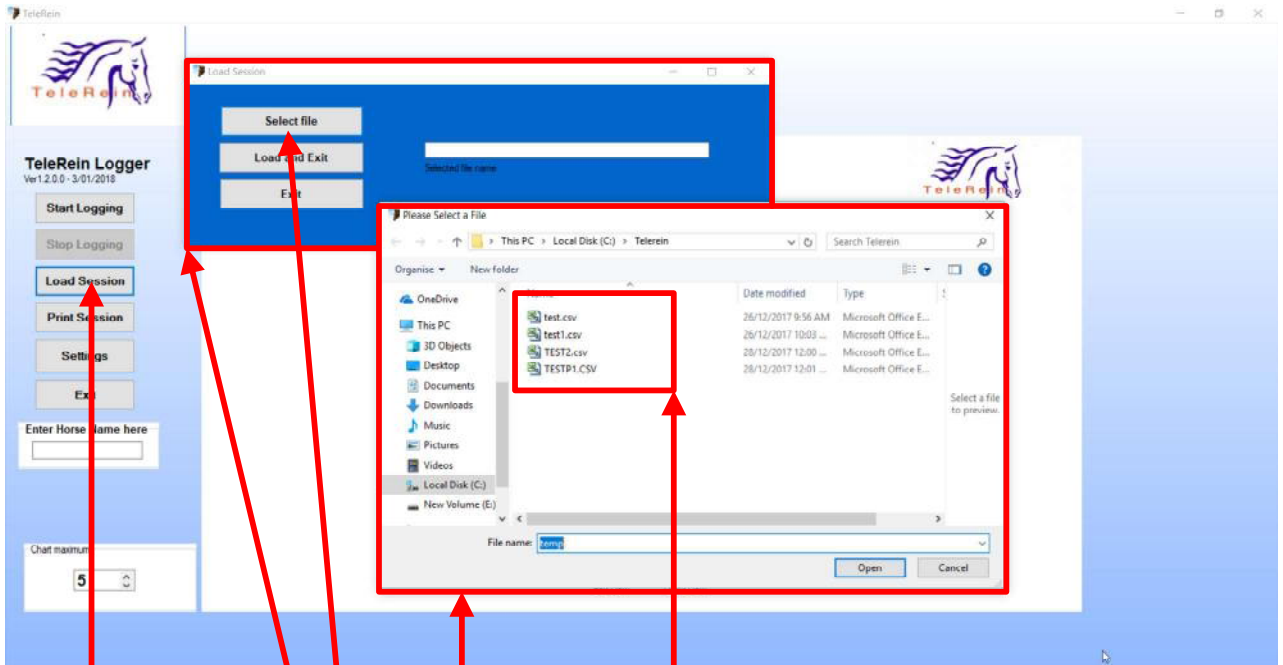 TeleRein
TeleRein
TeleRein Logger
Ver1.2.0.0 - 3/01/2018
Start Logging
Stop Logging
Load Session
Print Session
Settings
Exit
Enter Horse Name here
Chart maximum
5
Load Session
Select file
Load and Exit
Exit
Selected file name
TeleRein
Please Select a File
This PC > Local Disk (C:) > Telerein
Search Telerein
Organise
New folder
OneDrive
This PC
3D Objects
Desktop
Documents
Downloads
Music
Pictures
Videos
Local Disk (C:)
New Volume (E:)
Name Date modified Type
test.csv 26/12/2017 9:56 AM Microsoft Office E...
test1.csv 26/12/2017 10:03 ... Microsoft Office E...
TEST2.csv 28/12/2017 12:00 ... Microsoft Office E...
TESTP1.CSV 28/12/2017 12:01 ... Microsoft Office E...
Select a file
to preview.
File name: temp
Open Cancel